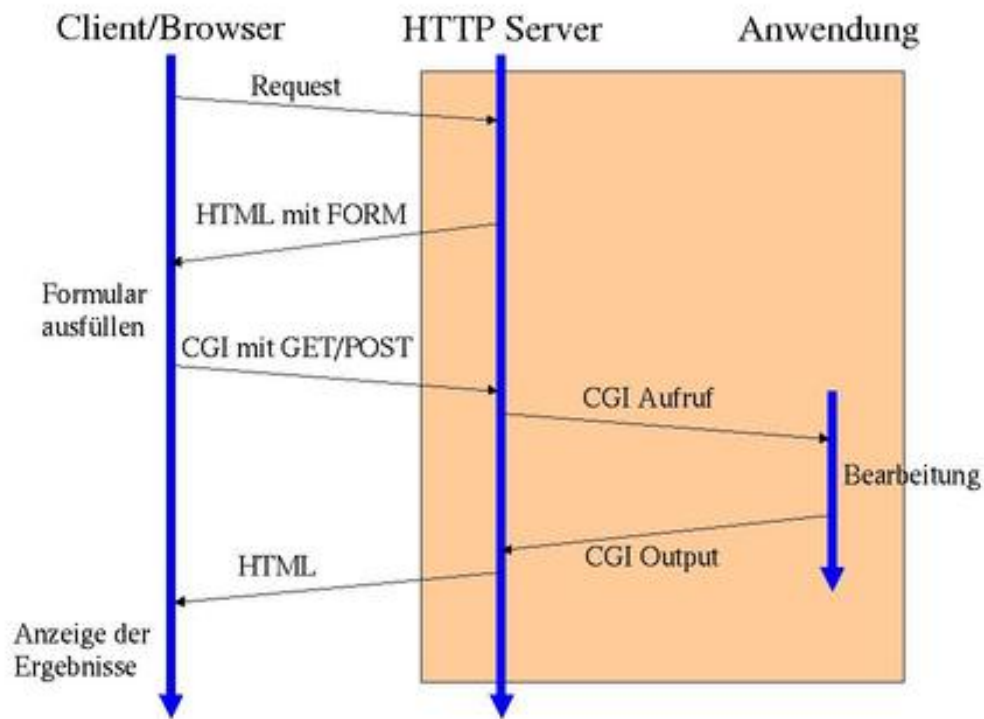 Client/Browser
HTTP Server
Anwendung
Request
HTML mit FORM
Formular
ausfüllen
CGI mit GET/POST
CGI Aufruf
Bearbeitung
CGI Output
HTML
Anzeige der
Ergebnisse